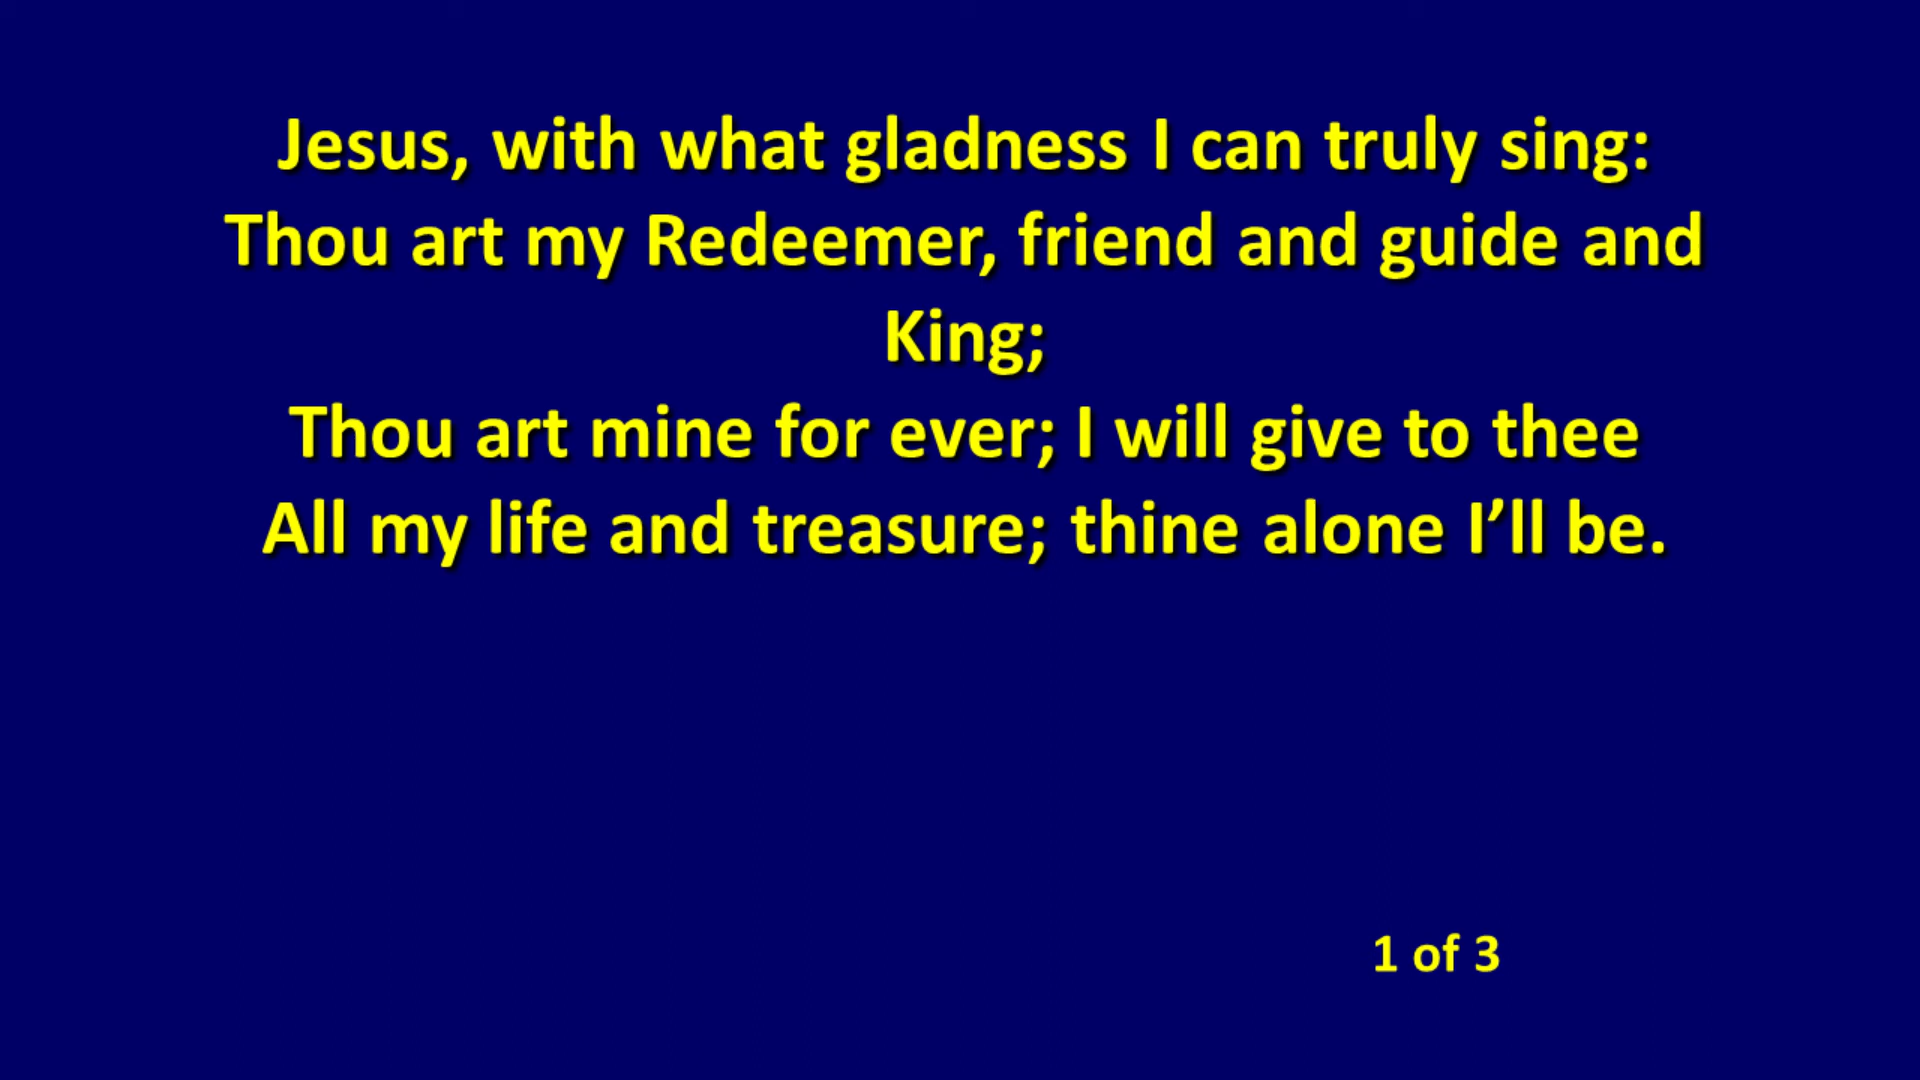 Jesus, with what gladness I can truly sing:
Thou art my Redeemer, friend and guide and
King;
Thou art mine for ever; I will give to thee
All my life and treasure; thine alone I’ll be.
1 of 3